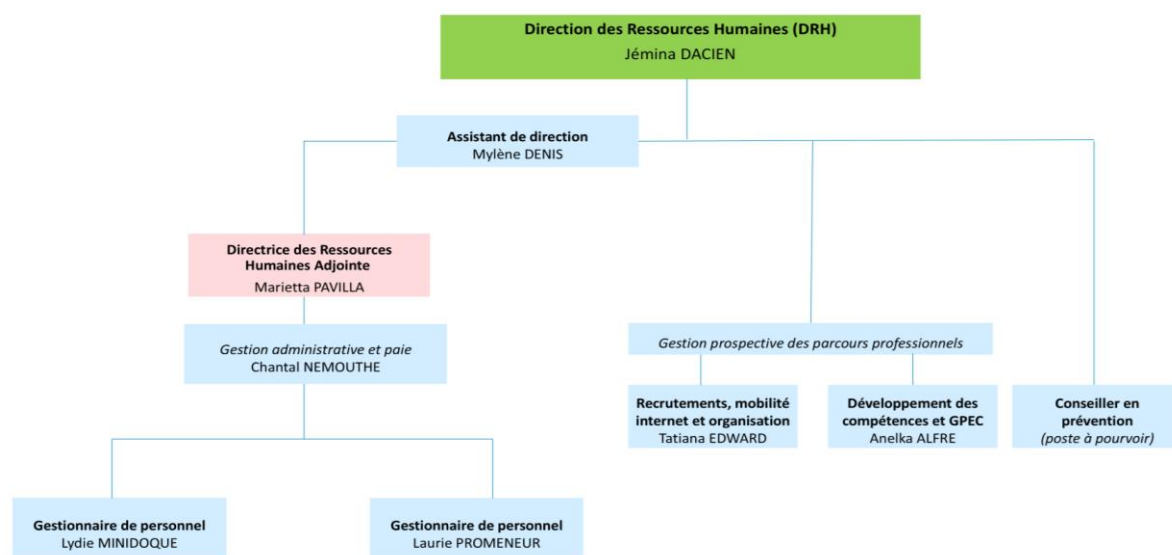 Direction des Ressources Humaines (DRH)
Jémina DACIEN
Assistant de direction
Mylène DENIS
Directrice des Ressources
Humaines Adjointe
Marietta PAVILLA
Gestion administrative et paie
Chantal NEMOUTHE
Gestion prospective des parcours professionnels
Recrutements, mobilité
internet et organisation
Tatiana EDWARD
Développement des
compétences et GPEC
Anelka ALFRE
Conseiller en
prévention
(poste à pourvoir)
Gestionnaire de personnel
Lydie MINIDOQUE
Gestionnaire de personnel
Laurie PROMENEUR